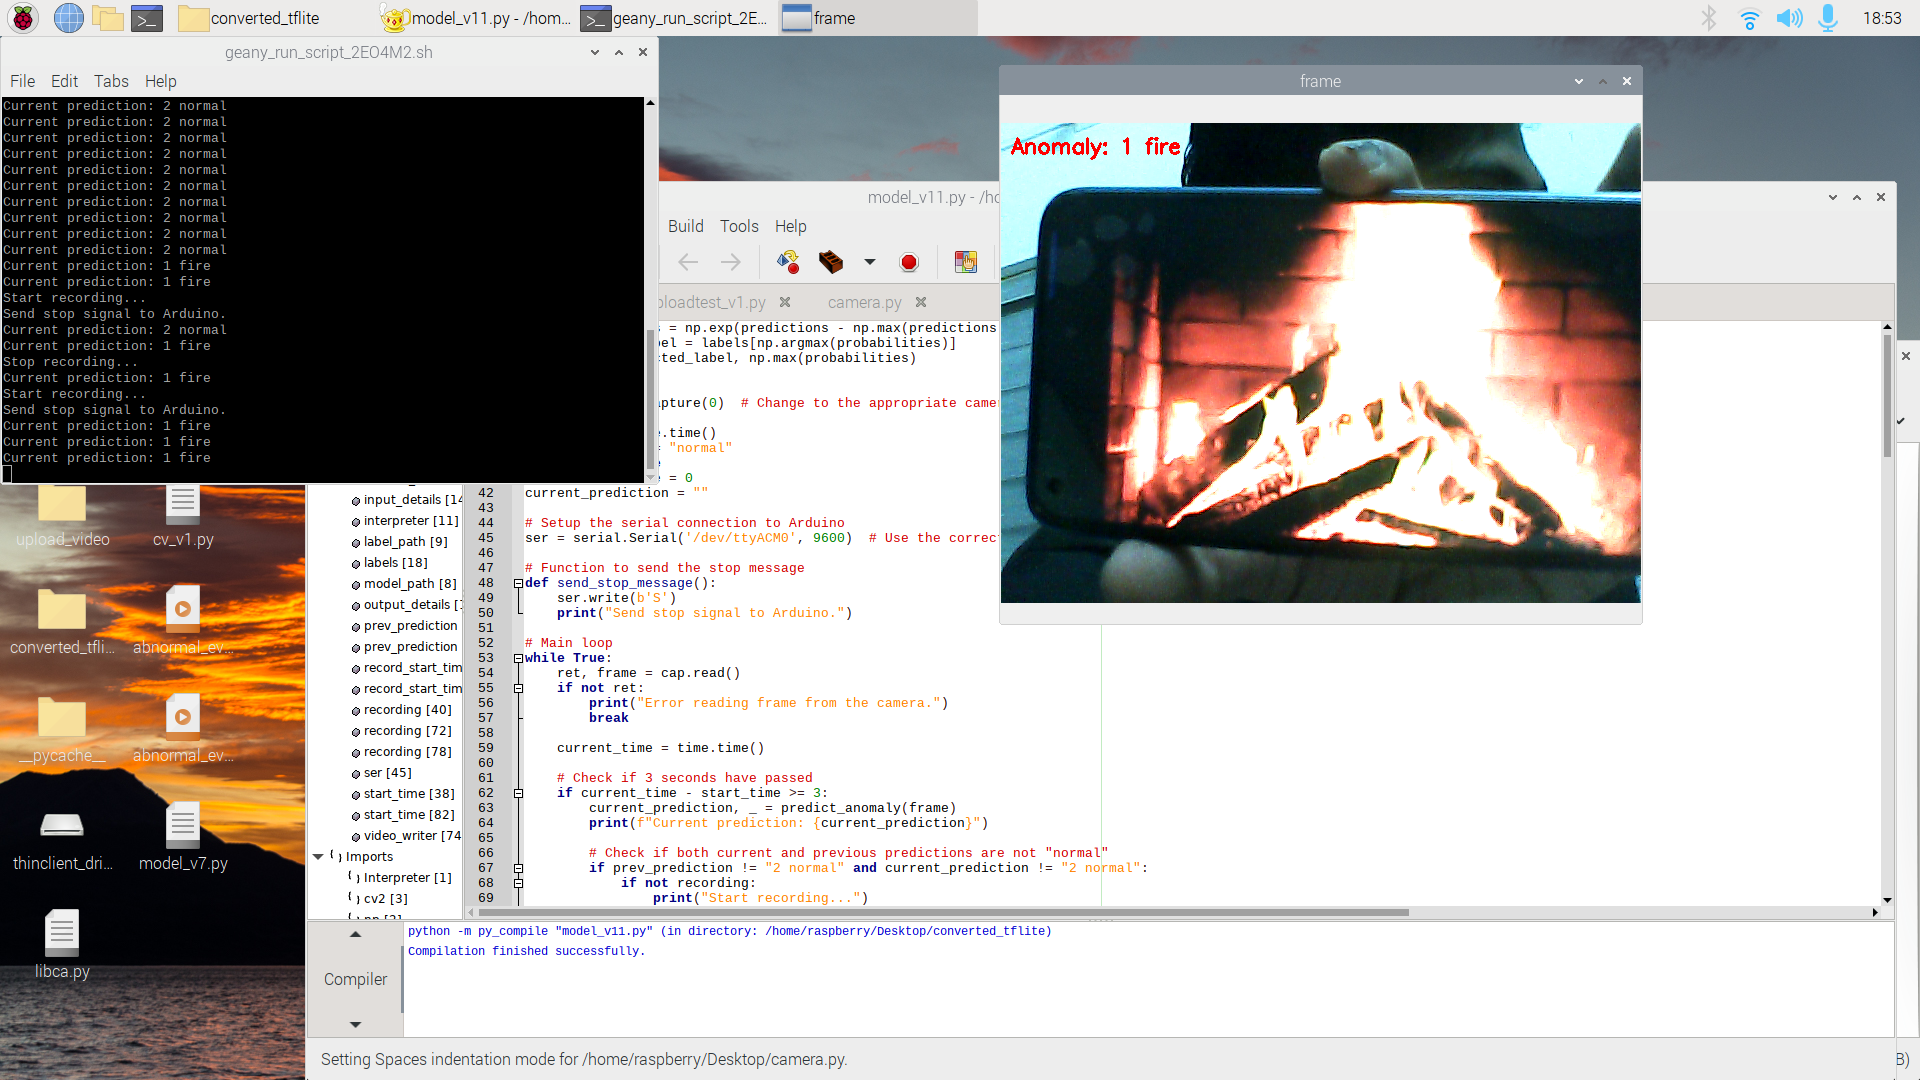 converted_tflite
model_v11.py - /hom...
geany_run_script_2E...
frame
18:53
geany_run_script_2EO4M2.sh
File Edit Tabs Help
Current prediction: 2 normal
Current prediction: 2 normal
Current prediction: 2 normal
Current prediction: 2 normal
Current prediction: 2 normal
Current prediction: 2 normal
Current prediction: 2 normal
Current prediction: 2 normal
Current prediction: 2 normal
Current prediction: 2 normal
Current prediction: 1 fire
Current prediction: 1 fire
Start recording...
Send stop signal to Arduino.
Current prediction: 2 normal
Current prediction: 1 fire
Stop recording...
Current prediction: 1 fire
Start recording...
Send stop signal to Arduino.
Current prediction: 1 fire
Current prediction: 1 fire
Current prediction: 1 fire
frame
Anomaly: 1 fire
model_v11.py - /ho
Build Tools Help
ploadtest_v1.py
camera.py
s = np.exp(predictions - np.max(predictions
bel = labels[np.argmax(probabilities)]
cted_label, np.max(probabilities)
apture(0)  # Change to the appropriate camer
e.time()
= "normal"
e
e = 0
42 current_prediction = ""
43
44 # Setup the serial connection to Arduino
45 ser = serial.Serial('/dev/ttyACM0', 9600)  # Use the correct
46
47 # Function to send the stop message
48 def send_stop_message():
49     ser.write(b'S')
50     print("Send stop signal to Arduino.")
51
52 # Main loop
53 while True:
54     ret, frame = cap.read()
55     if not ret:
56         print("Error reading frame from the camera.")
57         break
58
59     current_time = time.time()
60
61     # Check if 3 seconds have passed
62     if current_time - start_time >= 3:
63         current_prediction, _ = predict_anomaly(frame)
64         print(f"Current prediction: {current_prediction}")
65
66         # Check if both current and previous predictions are not "normal"
67         if prev_prediction != "2 normal" and current_prediction != "2 normal":
68             if not recording:
69                 print("Start recording...")
input_details [14
interpreter [11]
label_path [9]
labels [18]
model_path [8]
output_details [
prev_prediction
prev_prediction
record_start_tim
record_start_tim
recording [40]
recording [72]
recording [78]
ser [45]
start_time [38]
start_time [82]
video_writer [74
Imports
Interpreter [1]
cv2 [3]
upload_video
cv_v1.py
converted_tfli...
abnormal_ev...
__pycache__
abnormal_ev...
thinclient_dri...
model_v7.py
libca.py
Compiler
python -m py_compile "model_v11.py" (in directory: /home/raspberry/Desktop/converted_tflite)
Compilation finished successfully.
Setting Spaces indentation mode for /home/raspberry/Desktop/camera.py.
B)